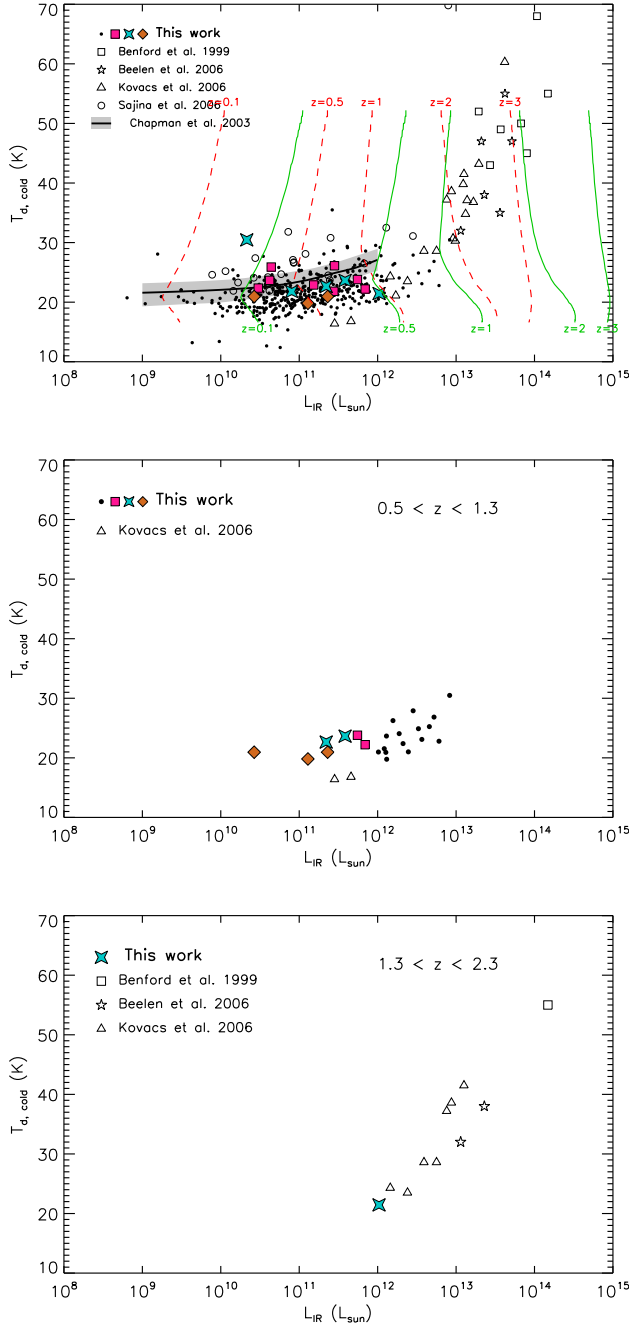 70
60
50
40
30
20
10
T_d, cold (K)
This work
Benford et al. 1999
Beelen et al. 2006
Kovacs et al. 2006
Sajina et al. 2006
Chapman et al. 2003
z=0.1 z=0.5 z=1 z=2 z=3
z=0.1 z=0.5 z=1 z=2 z=3
10^8 10^9 10^10 10^11 10^12 10^13 10^14 10^15
L_IR (L_sun)
70
60
50
40
30
20
10
T_d, cold (K)
This work
Kovacs et al. 2006
0.5 < z < 1.3
10^8 10^9 10^10 10^11 10^12 10^13 10^14 10^15
L_IR (L_sun)
70
60
50
40
30
20
10
T_d, cold (K)
This work
Benford et al. 1999
Beelen et al. 2006
Kovacs et al. 2006
1.3 < z < 2.3
10^8 10^9 10^10 10^11 10^12 10^13 10^14 10^15
L_IR (L_sun)